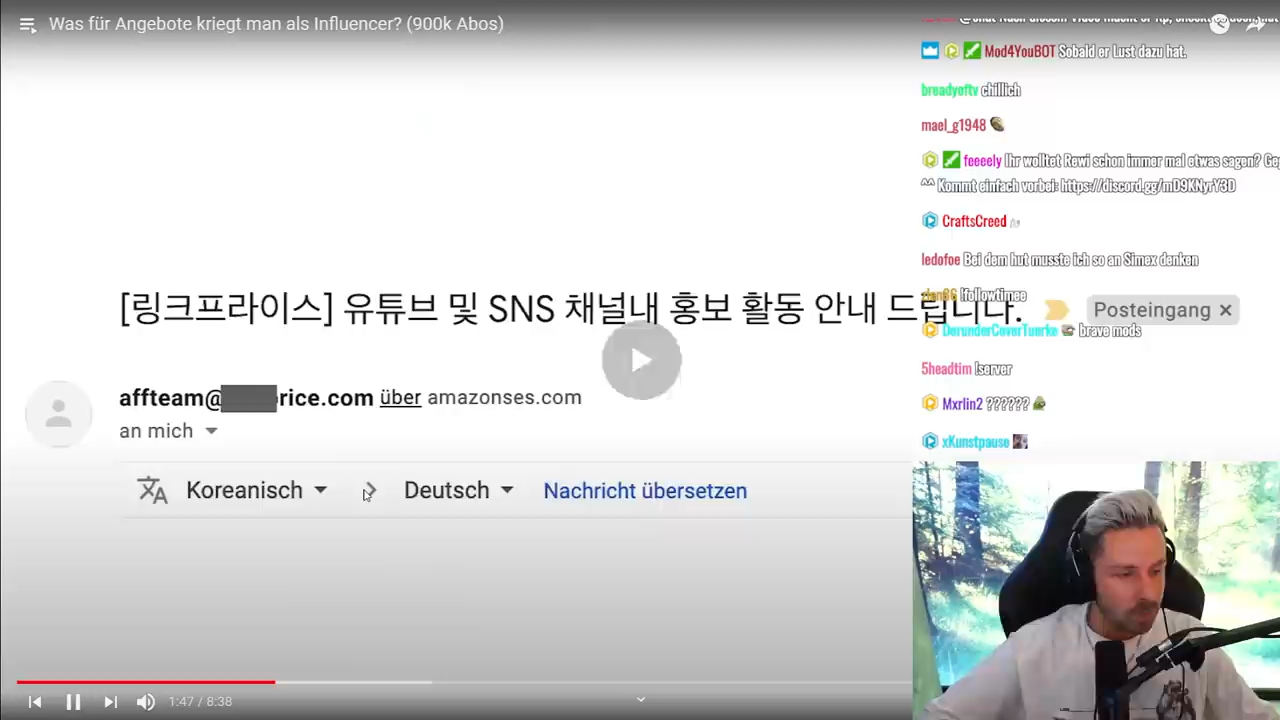 Was für Angebote kriegt man als Influencer? (900k Abos)
Mod4YouBOT Sobald er Lust dazu hat.
breadyoftv chillich
mael_g1948
feeeely Ihr wolltet Rewi schon immer mal etwas sagen?
^^ Kommt einfach vorbei: https://discord.gg/mD9KNyrY3D
CraftsCreed
ledofoe Bei dem hut musste ich so an Simex denken
!followtimee
[링크프라이스] 유튜브 및 SNS 채널내 홍보 활동 안내 드립니다.
Posteingang ×
DerunderCoverTuerke brave mods
5headtim !server
affteam@ rice.com über amazonses.com
Mxrlin2 ??????
an mich
xKunstpause
Koreanisch
Deutsch
Nachricht übersetzen
1:47 / 8:38